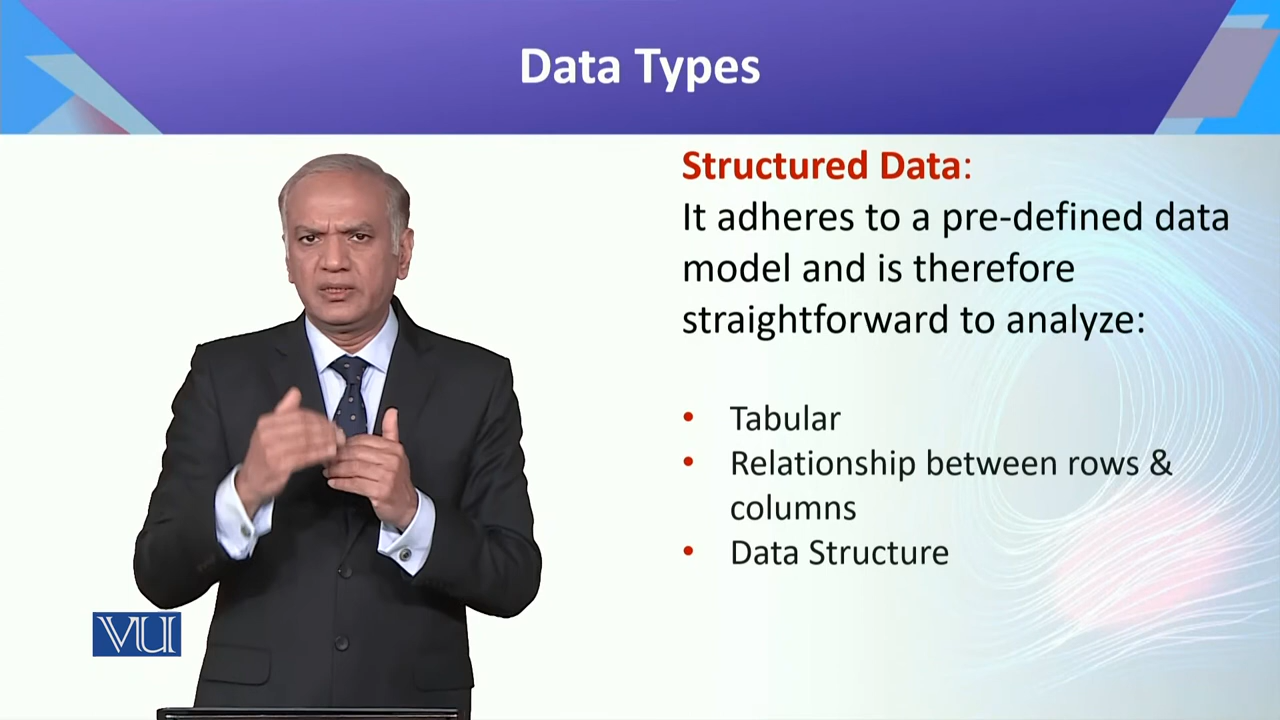 Data Types
Structured Data:
It adheres to a pre-defined data
model and is therefore
straightforward to analyze:
• Tabular
• Relationship between rows &
columns
• Data Structure
VU